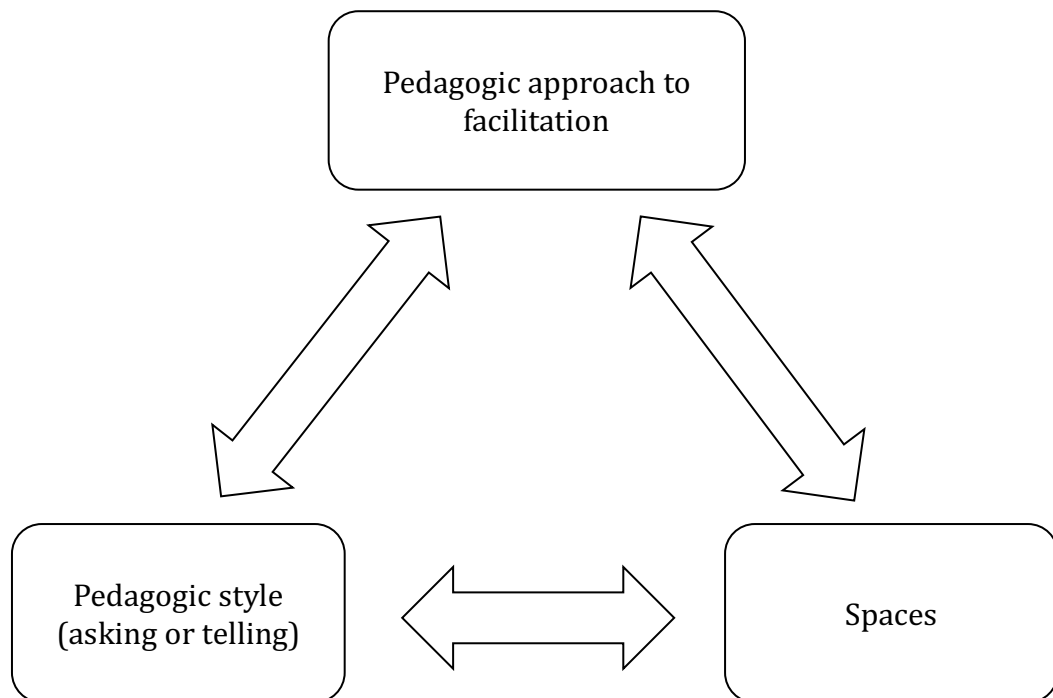 Pedagogic approach to
facilitation
Pedagogic style
(asking or telling)
Spaces